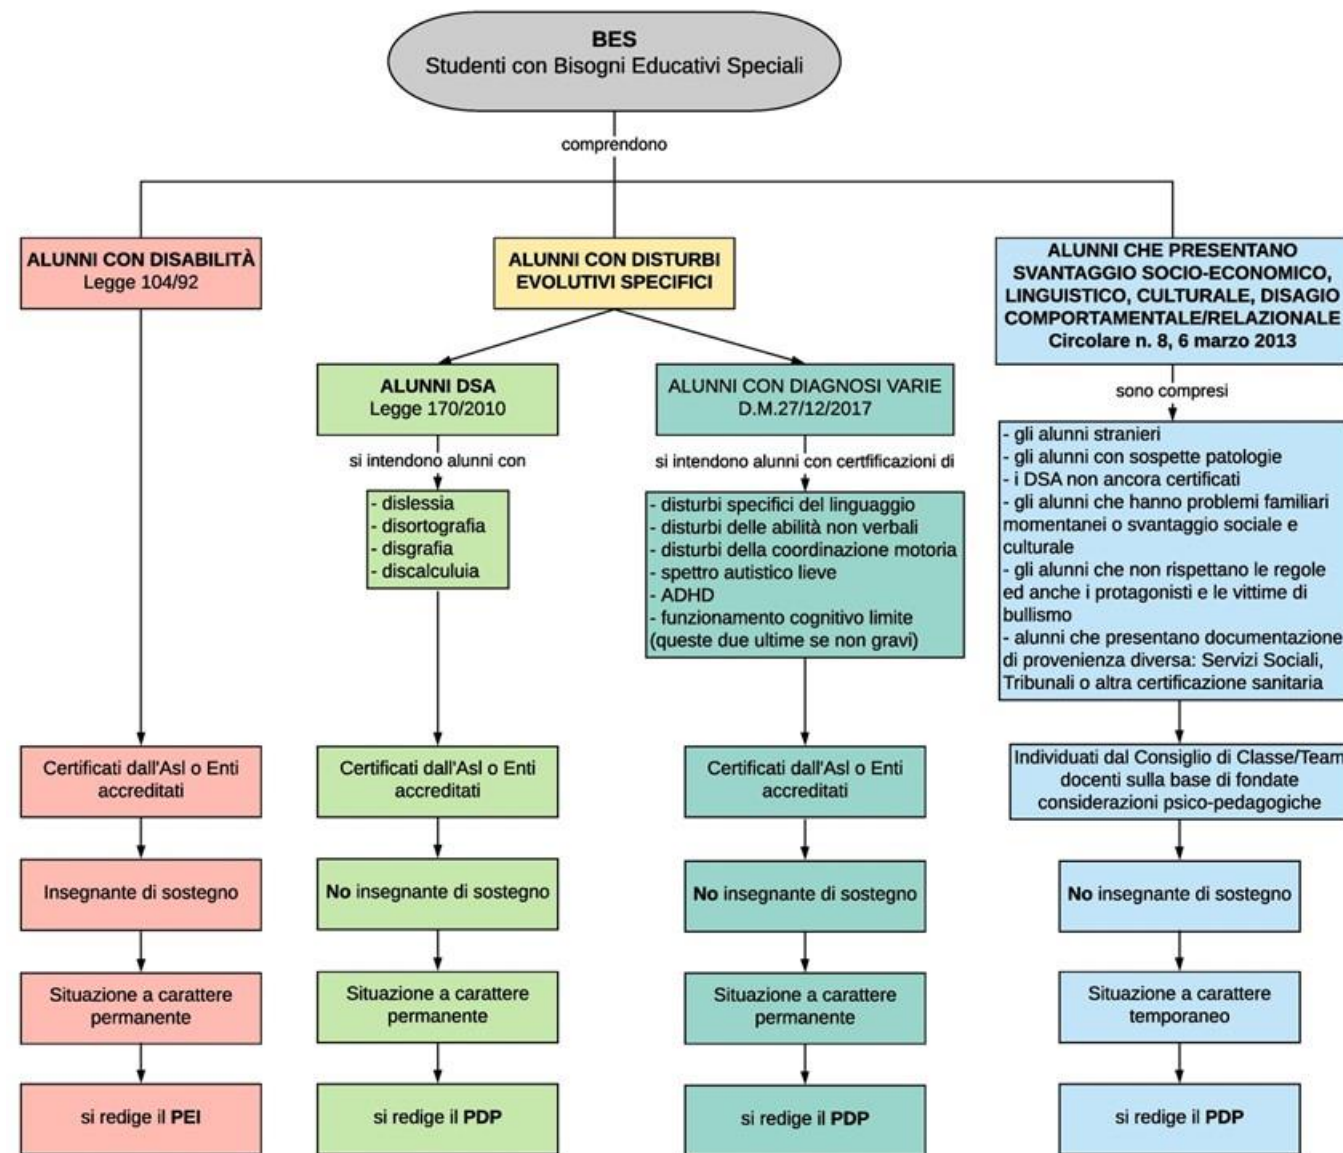 BES
Studenti con Bisogni Educativi Speciali
comprendono
ALUNNI CON DISABILITÀ
Legge 104/92
ALUNNI CON DISTURBI
EVOLUTIVI SPECIFICI
ALUNNI CHE PRESENTANO
SVANTAGGIO SOCIO-ECONOMICO,
LINGUISTICO, CULTURALE, DISAGIO
COMPORTAMENTALE/RELAZIONALE
Circolare n. 8, 6 marzo 2013
ALUNNI DSA
Legge 170/2010
ALUNNI CON DIAGNOSI VARIE
D.M.27/12/2017
sono compresi
si intendono alunni con
si intendono alunni con certfificazioni di
- dislessia
- disortografia
- disgrafia
- discalculuia
- disturbi specifici del linguaggio
- disturbi delle abilità non verbali
- disturbi della coordinazione motoria
- spettro autistico lieve
- ADHD
- funzionamento cognitivo limite
(queste due ultime se non gravi)
- gli alunni stranieri
- gli alunni con sospette patologie
- i DSA non ancora certificati
- gli alunni che hanno problemi familiari
momentanei o svantaggio sociale e
culturale
- gli alunni che non rispettano le regole
ed anche i protagonisti e le vittime di
bullismo
- alunni che presentano documentazione
di provenienza diversa: Servizi Sociali,
Tribunali o altra certificazione sanitaria
Certificati dall'Asl o Enti
accreditati
Certificati dall'Asl o Enti
accreditati
Certificati dall'Asl o Enti
accreditati
Individuati dal Consiglio di Classe/Team
docenti sulla base di fondate
considerazioni psico-pedagogiche
Insegnante di sostegno
No insegnante di sostegno
No insegnante di sostegno
No insegnante di sostegno
Situazione a carattere
permanente
Situazione a carattere
permanente
Situazione a carattere
permanente
Situazione a carattere
temporaneo
si redige il PEI
si redige il PDP
si redige il PDP
si redige il PDP